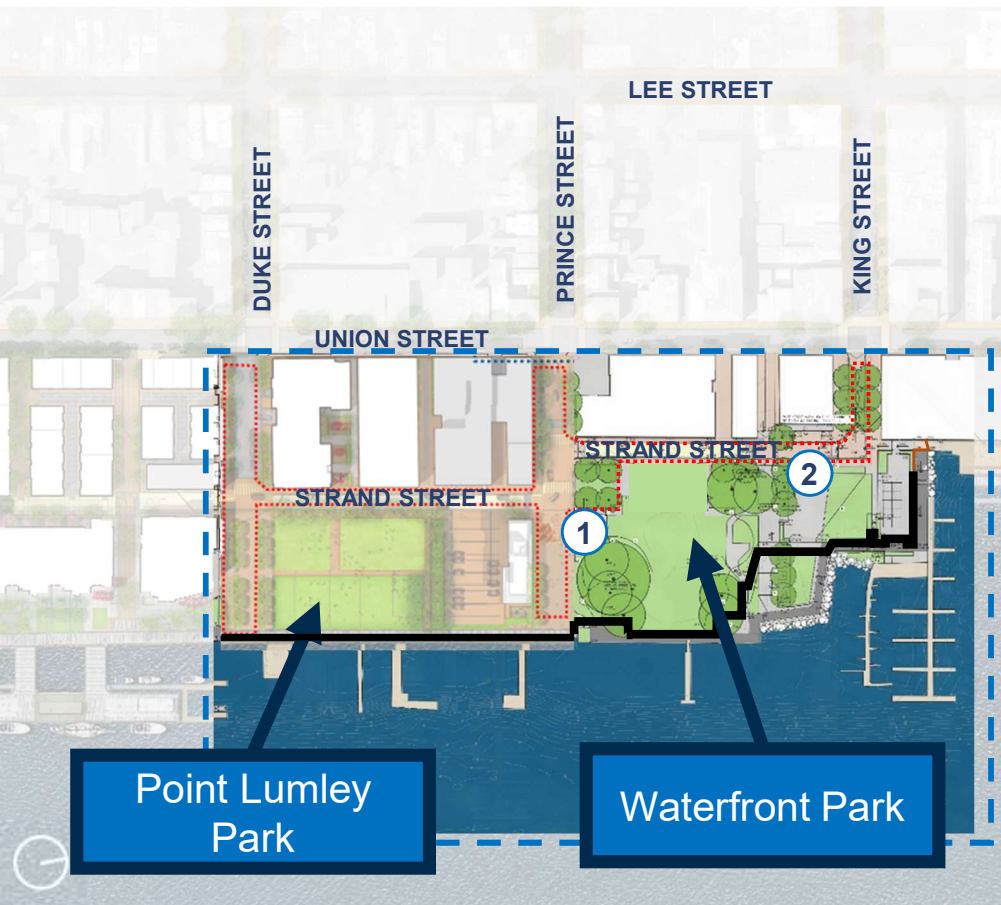 LEE STREET
DUKE STREET
PRINCE STREET
KING STREET
UNION STREET
STRAND STREET
2
STRAND STREET
1
Point Lumley
Park
Waterfront Park